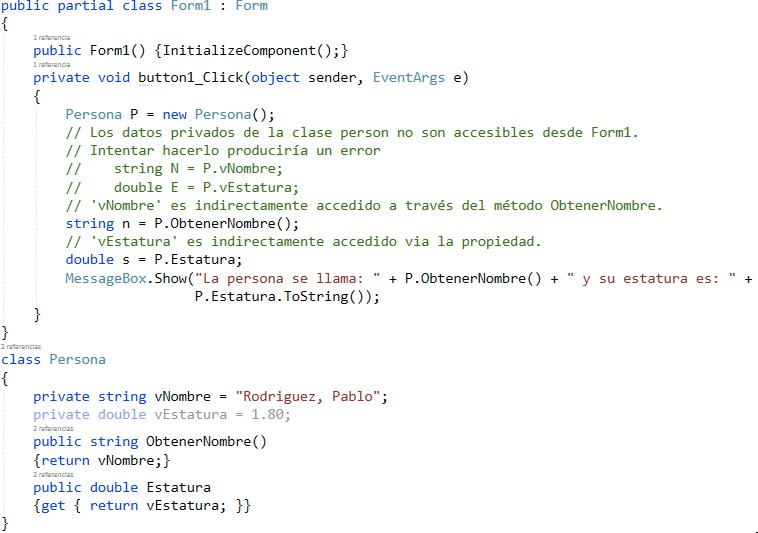 public partial class Form1 : Form
{
1 referencia
public Form1() {InitializeComponent();}
1 referencia
private void button1_Click(object sender, EventArgs e)
{
Persona P = new Persona();
// Los datos privados de la clase person no son accesibles desde Form1.
// Intentar hacerlo produciría un error
//    string N = P.vNombre;
//    double E = P.vEstatura;
// 'vNombre' es indirectamente accedido a través del método ObtenerNombre.
string n = P.ObtenerNombre();
// 'vEstatura' es indirectamente accedido via la propiedad.
double s = P.Estatura;
MessageBox.Show("La persona se llama: " + P.ObtenerNombre() + " y su estatura es: " +
P.Estatura.ToString());
}
}
2 referencias
class Persona
{
private string vNombre = "Rodriguez, Pablo";
private double vEstatura = 1.80;
2 referencias
public string ObtenerNombre()
{return vNombre;}
2 referencias
public double Estatura
{get { return vEstatura; }}
}